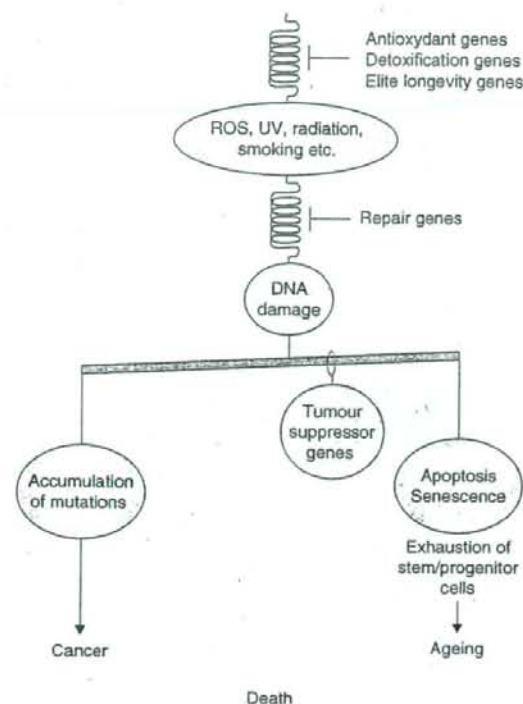 Antioxydant genes
Detoxification genes
Elite longevity genes
ROS, UV, radiation,
smoking etc.
Repair genes
DNA
damage
Tumour
suppressor
genes
Accumulation
of mutations
Apoptosis
Senescence
Exhaustion of
stem/progenitor
cells
Cancer
Ageing
Death